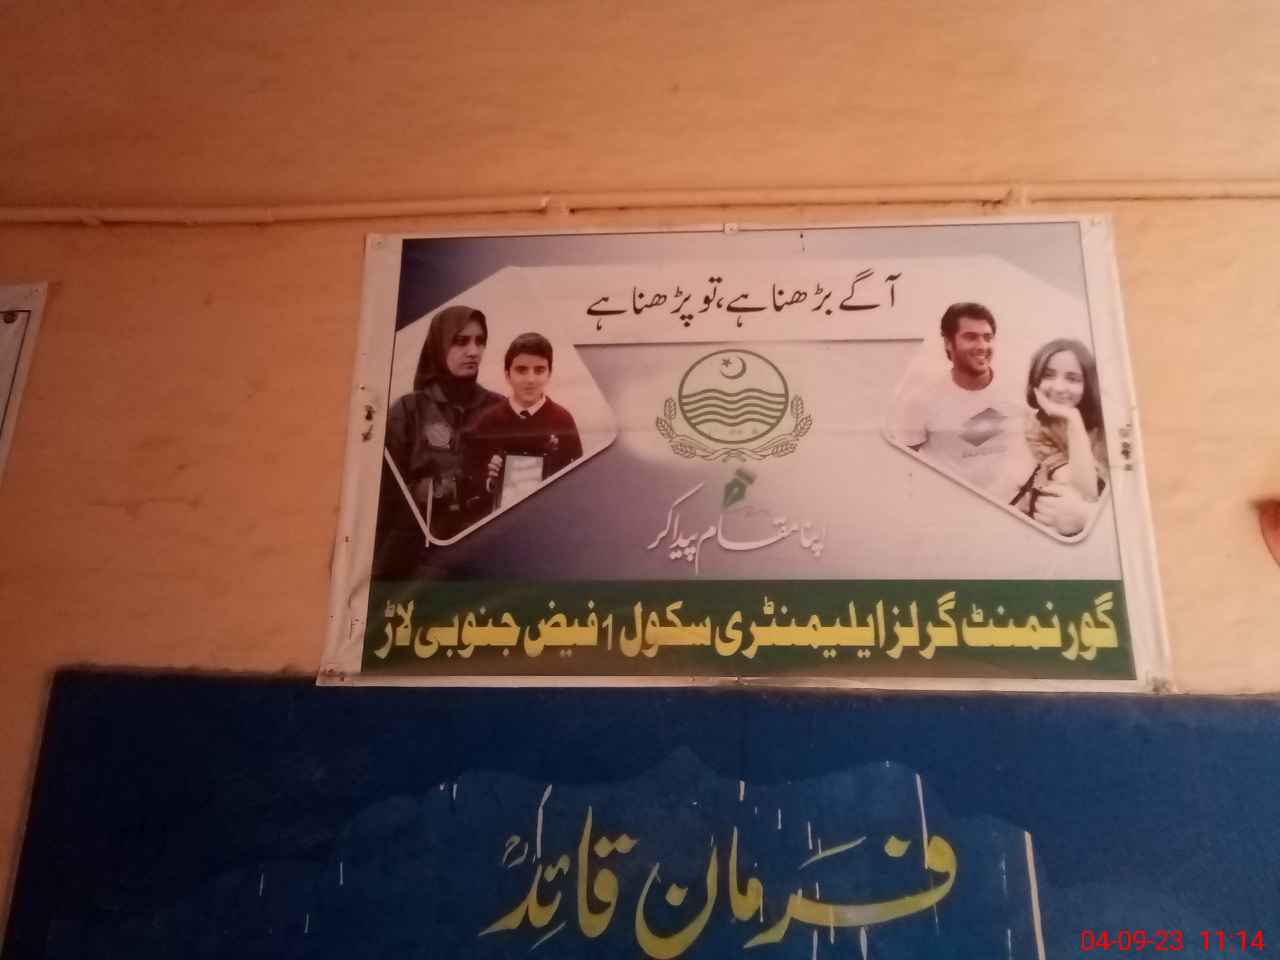 آگے بڑھنا ہے، تو پڑھنا ہے
اپنا مقام پیدا کر
گورنمنٹ گرلز ایلیمنٹری سکول 1 فیض جنوبی لاڑ
فرمان قائدؒ
04-09-23 11:14